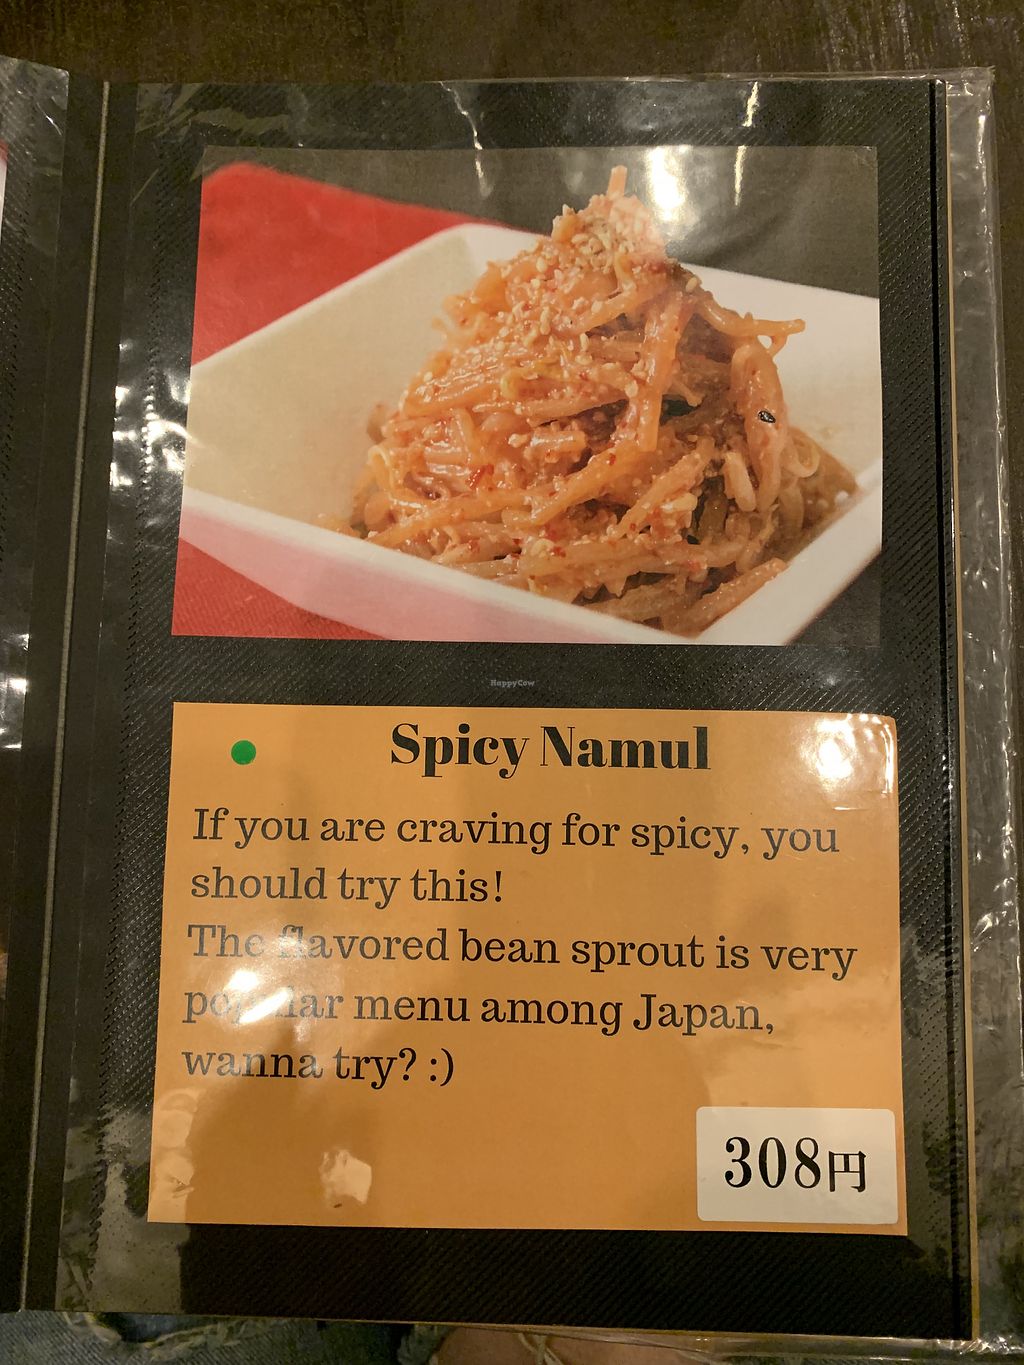 HappyCow
Spicy Namul
If you are craving for spicy, you
should try this!
The flavored bean sprout is very
popular menu among Japan,
wanna try? :)
308円